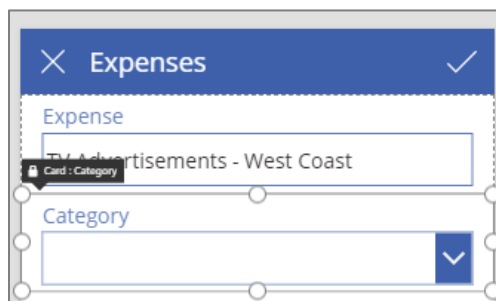 Expenses
Expense
TV Advertisements - West Coast
Card : Category
Category